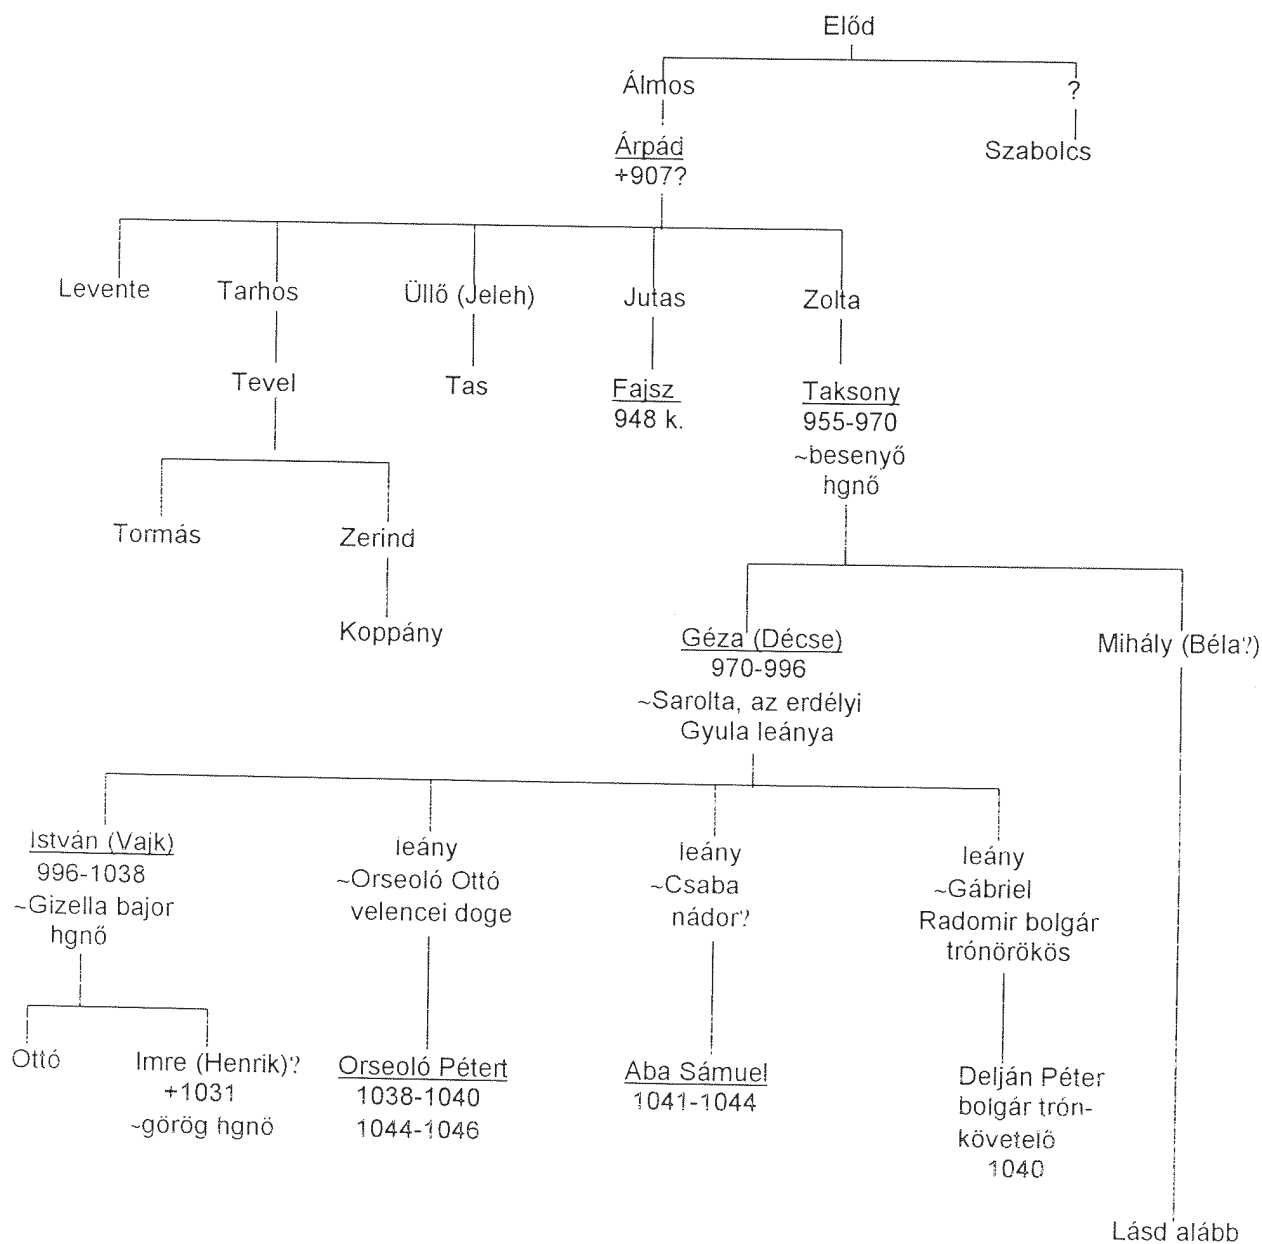 Előd
Álmos
?
Árpád
+907?
Szabolcs
Levente
Tarhos
Üllő (Jeleh)
Jutas
Zolta
Tevel
Tas
Fajsz
948 k.
Taksony
955-970
~besenyő
hgnő
Tormás
Zerind
Koppány
Géza (Décse)
970-996
~Sarolta, az erdélyi
Gyula leánya
Mihály (Béla?)
István (Vajk)
996-1038
~Gizella bajor
hgnő
leány
~Orseoló Ottó
velencei doge
leány
~Csaba
nádor?
leány
~Gábriel
Radomir bolgár
trónörökös
Ottó
Imre (Henrik)?
+1031
~görög hgnö
Orseoló Pétert
1038-1040
1044-1046
Aba Sámuel
1041-1044
Delján Péter
bolgár trón-
követelő
1040
Lásd alább